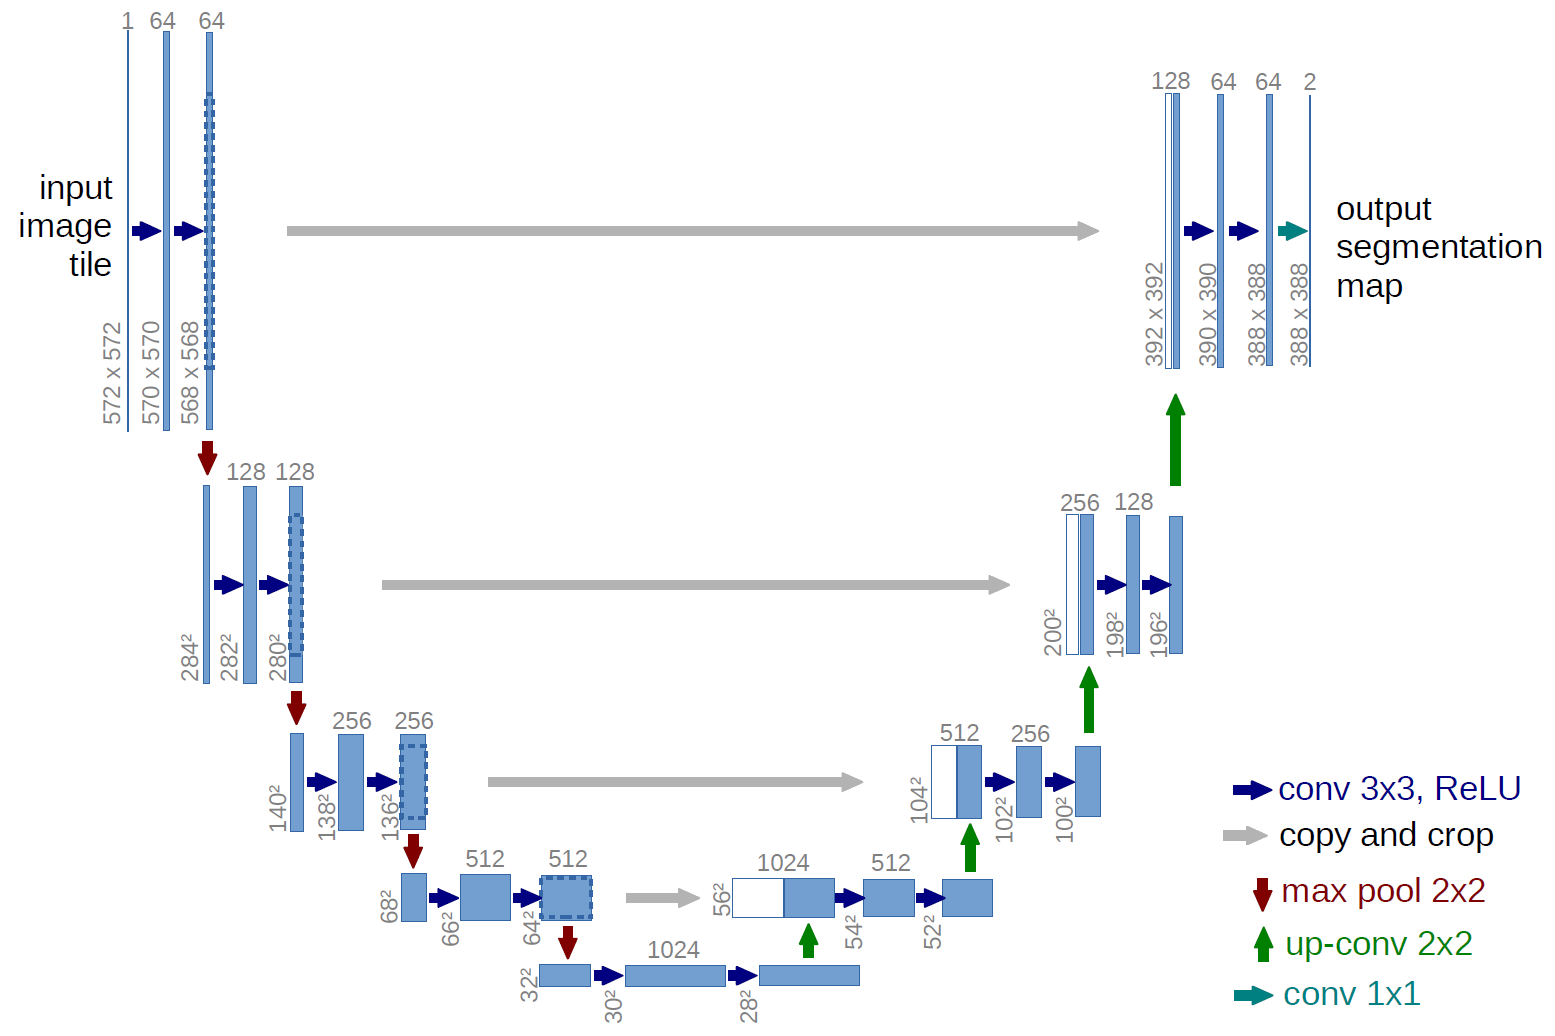 1 64 64
input
image
tile
572 x 572
570 x 570
568 x 568
128 64 64 2
392 x 392
390 x 390
388 x 388
388 x 388
output
segmentation
map
128 128
284²
282²
280²
256 128
200²
198²
196²
256 256
140²
138²
136²
512 256
104²
102²
100²
512 512
68²
66²
64²
1024 512
56²
54²
52²
1024
32²
30²
28²
conv 3x3, ReLU
copy and crop
max pool 2x2
up-conv 2x2
conv 1x1